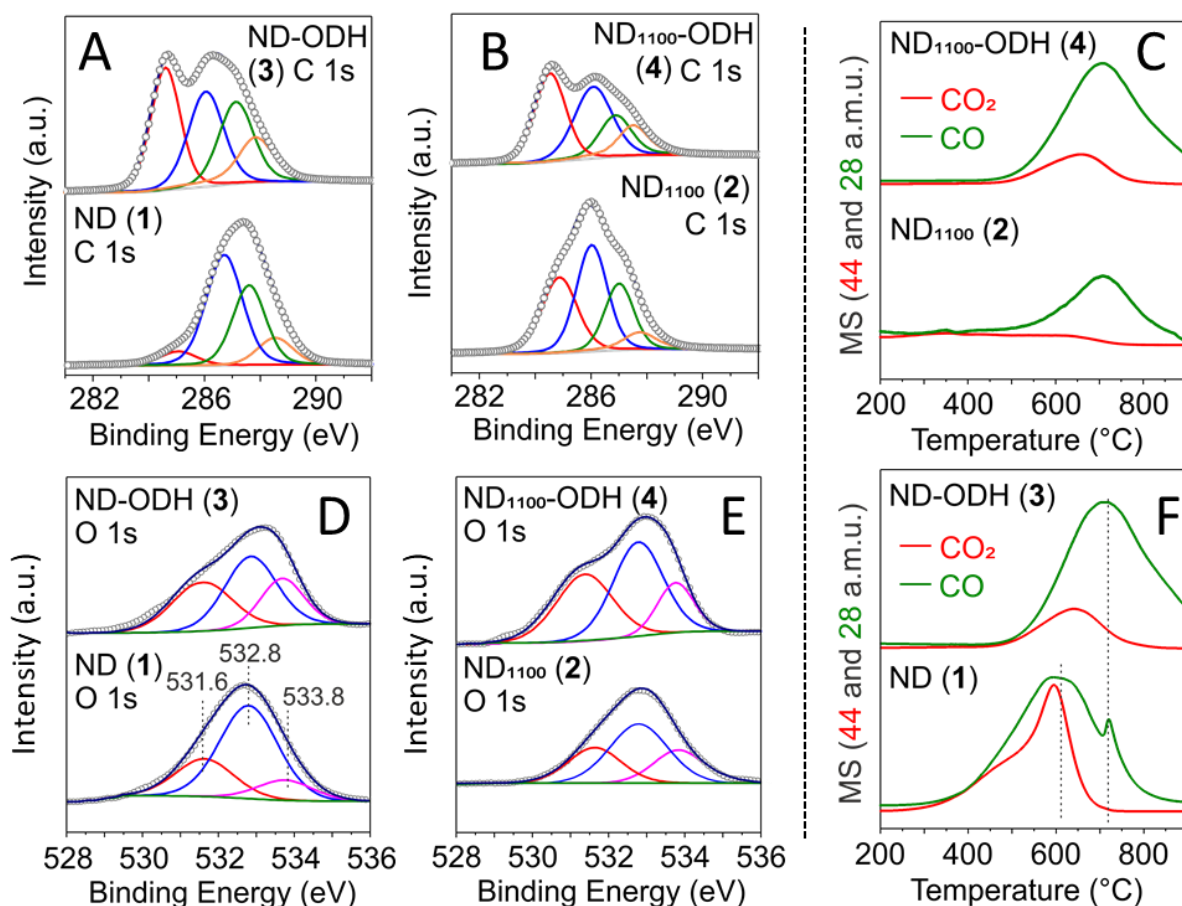 A
ND-ODH
(3) C 1s
ND (1)
C 1s
Intensity (a.u.)
282 286 290
Binding Energy (eV)
B
ND₁₁₀₀-ODH
(4) C 1s
ND₁₁₀₀ (2)
C 1s
Intensity (a.u.)
282 286 290
Binding Energy (eV)
C
ND₁₁₀₀-ODH (4)
CO₂
CO
ND₁₁₀₀ (2)
MS (44 and 28 a.m.u.)
200 400 600 800
Temperature (°C)
D
ND-ODH (3)
O 1s
ND (1)
O 1s
532.8
531.6
533.8
Intensity (a.u.)
528 530 532 534 536
Binding Energy (eV)
E
ND₁₁₀₀-ODH (4)
O 1s
ND₁₁₀₀ (2)
O 1s
Intensity (a.u.)
528 530 532 534 536
Binding Energy (eV)
F
ND-ODH (3)
CO₂
CO
ND (1)
MS (44 and 28 a.m.u.)
200 400 600 800
Temperature (°C)